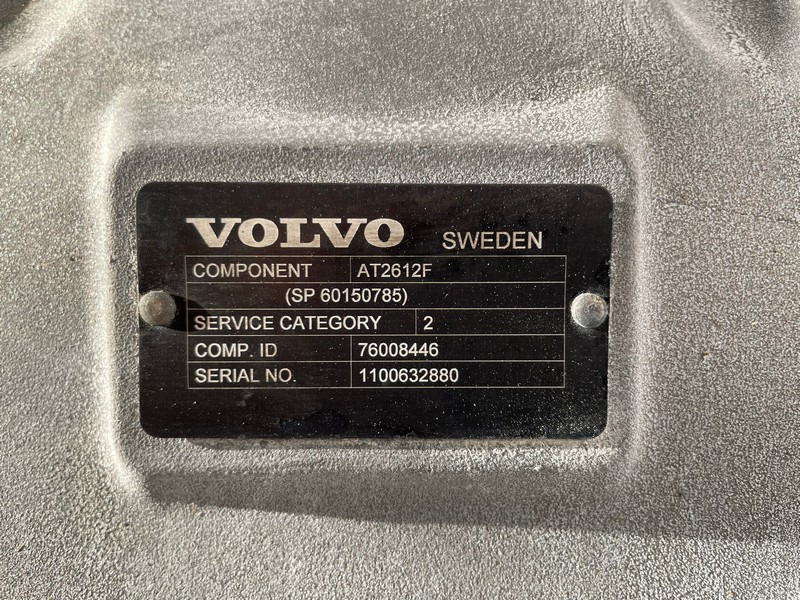 VOLVO SWEDEN
COMPONENT AT2612F
(SP 60150785)
SERVICE CATEGORY 2
COMP. ID 76008446
SERIAL NO. 1100632880